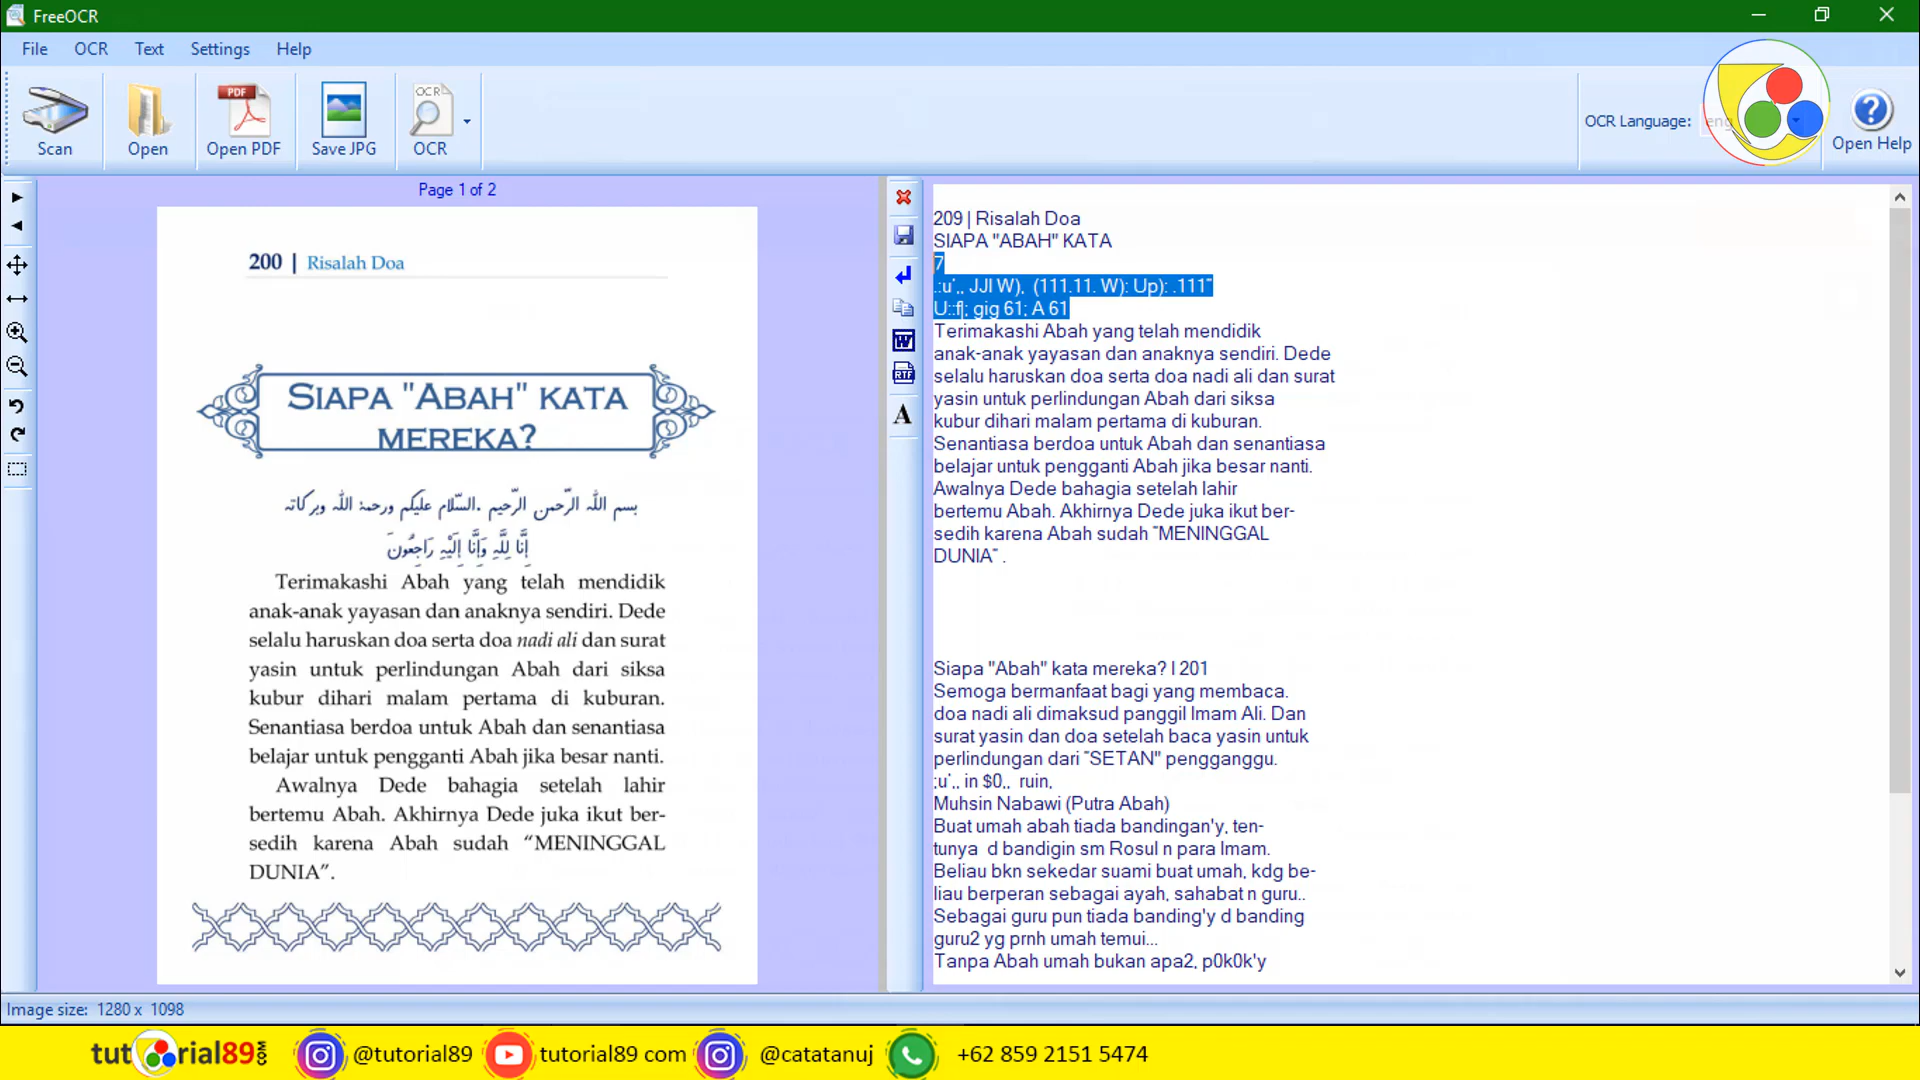 FreeOCR
File OCR Text Settings Help
Scan Open Open PDF Save JPG OCR OCR Language: eng Open Help
Page 1 of 2
200 | Risalah Doa
SIAPA "ABAH" KATA
MEREKA?
بسم الله الرّحمن الرّحيم .السّلام عليكم ورحمة الله وبركاته
إِنَّا لِلَّهِ وَإِنَّا إِلَيْهِ رَاجِعُونَ
Terimakashi Abah yang telah mendidik
anak-anak yayasan dan anaknya sendiri. Dede
selalu haruskan doa serta doa nadi ali dan surat
yasin untuk perlindungan Abah dari siksa
kubur dihari malam pertama di kuburan.
Senantiasa berdoa untuk Abah dan senantiasa
belajar untuk pengganti Abah jika besar nanti.
Awalnya Dede bahagia setelah lahir
bertemu Abah. Akhirnya Dede juka ikut ber-
sedih karena Abah sudah “MENINGGAL
DUNIA”.
209 | Risalah Doa
SIAPA "ABAH" KATA
7
.:u',, JJI W), (111.11. W): Up): .111"
U::f|; gig 61; A 61
Terimakashi Abah yang telah mendidik
anak-anak yayasan dan anaknya sendiri. Dede
selalu haruskan doa serta doa nadi ali dan surat
yasin untuk perlindungan Abah dari siksa
kubur dihari malam pertama di kuburan.
Senantiasa berdoa untuk Abah dan senantiasa
belajar untuk pengganti Abah jika besar nanti.
Awalnya Dede bahagia setelah lahir
bertemu Abah. Akhirnya Dede juka ikut ber-
sedih karena Abah sudah "MENINGGAL
DUNIA" .
Siapa "Abah" kata mereka? I 201
Semoga bermanfaat bagi yang membaca.
doa nadi ali dimaksud panggil Imam Ali. Dan
surat yasin dan doa setelah baca yasin untuk
perlindungan dari "SETAN" pengganggu.
;u',, in $0,, ruin,
Muhsin Nabawi (Putra Abah)
Buat umah abah tiada bandingan'y, ten-
tunya d bandigin sm Rosul n para Imam.
Beliau bkn sekedar suami buat umah, kdg be-
liau berperan sebagai ayah, sahabat n guru..
Sebagai guru pun tiada banding'y d banding
guru2 yg prnh umah temui...
Tanpa Abah umah bukan apa2, p0k0k'y
Image size: 1280 x 1098
tutorial89.com @tutorial89 tutorial89 com @catatanuj +62 859 2151 5474